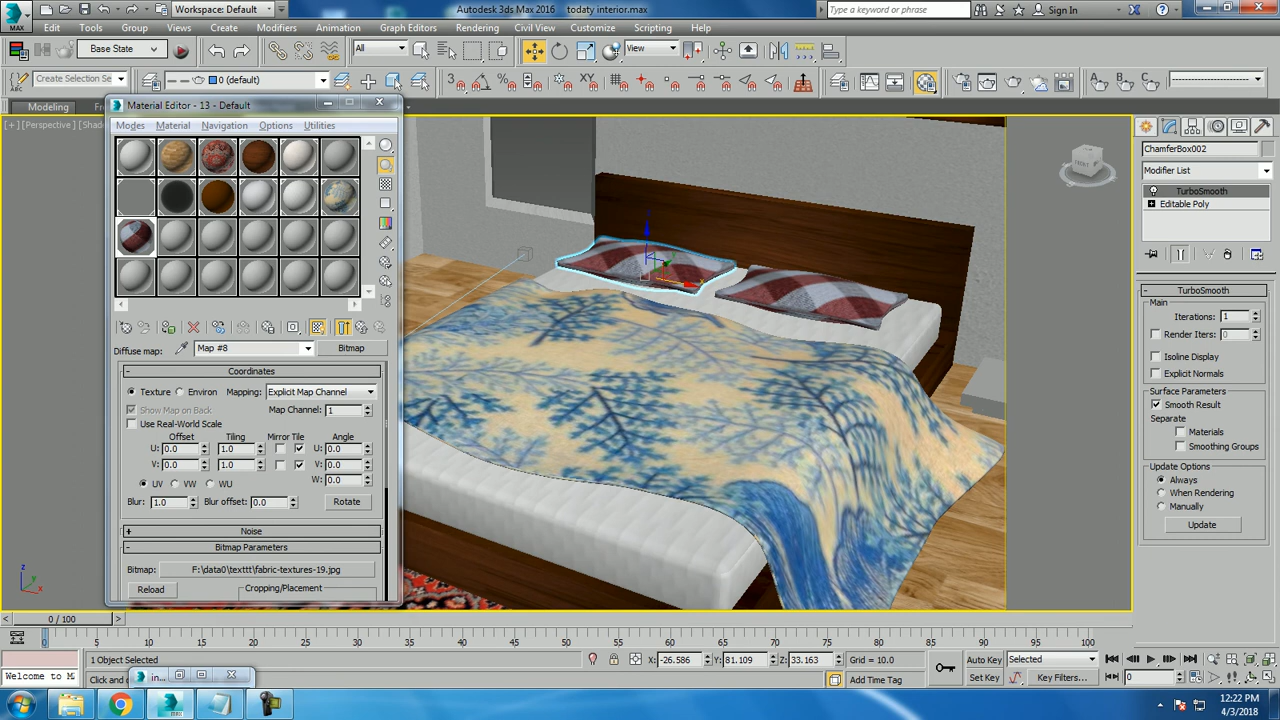 Workspace: Default
Autodesk 3ds Max 2016 todaty interior.max
Type a keyword or phrase
Sign In
MAX
Edit Tools Group Views Create Modifiers Animation Graph Editors Rendering Civil View Customize Scripting Help
Base State
All
View
Create Selection Se
0 (default)
Modeling
[+] [Perspective]
Material Editor - 13 - Default
Modes Material Navigation Options Utilities
Diffuse map: Map #8 Bitmap
Coordinates
Texture Environ Mapping: Explicit Map Channel
Show Map on Back Map Channel: 1
Use Real-World Scale
Offset Tiling Mirror Tile Angle
U: 0.0 1.0 U: 0.0
V: 0.0 1.0 V: 0.0
W: 0.0
UV VW WU
Blur: 1.0 Blur offset: 0.0 Rotate
Noise
Bitmap Parameters
Bitmap: F:\data0\texttt\fabric-textures-19.jpg
Reload Cropping/Placement
ChamferBox002
Modifier List
TurboSmooth
Editable Poly
TurboSmooth
Main
Iterations: 1
Render Iters: 0
Isoline Display
Explicit Normals
Surface Parameters
Smooth Result
Separate
Materials
Smoothing Groups
Update Options
Always
When Rendering
Manually
Update
0 / 100
0 5 10 15 20 25 30 35 40 45 50 55 60 65 70 75 80 85 90 95 100
1 Object Selected
X: -26.586 Y: 81.109 Z: 33.163 Grid = 10.0
Auto Key Selected
Welcome to M
Click and
in...
Add Time Tag
Set Key Key Filters... 0
12:22 PM
4/3/2018